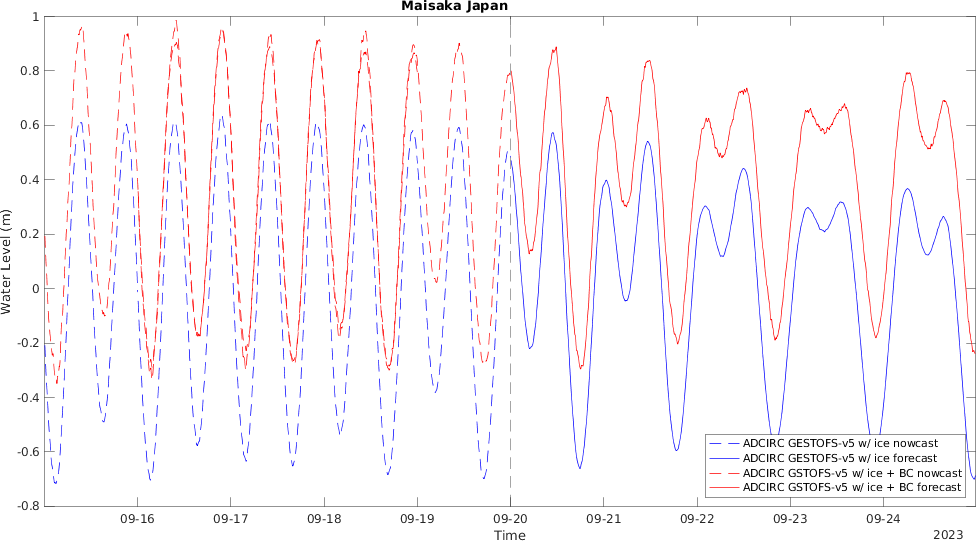 Maisaka Japan
1
0.8
0.6
0.4
0.2
0
-0.2
-0.4
-0.6
-0.8
Water Level (m)
09-16
09-17
09-18
09-19
09-20
09-21
09-22
09-23
09-24
Time
2023
ADCIRC GESTOFS-v5 w/ ice nowcast
ADCIRC GESTOFS-v5 w/ ice forecast
ADCIRC GSTOFS-v5 w/ ice + BC nowcast
ADCIRC GSTOFS-v5 w/ ice + BC forecast